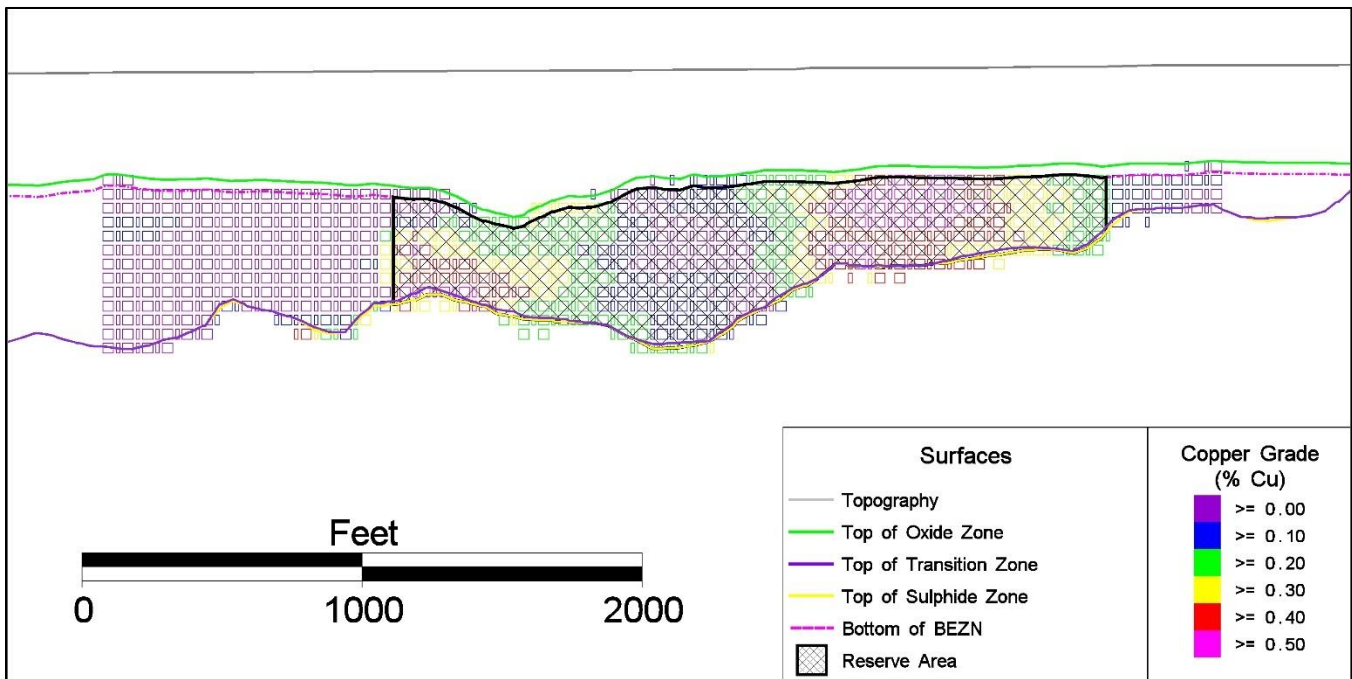 Feet
0 1000 2000
Surfaces
Topography
Top of Oxide Zone
Top of Transition Zone
Top of Sulphide Zone
Bottom of BEZN
Reserve Area
Copper Grade
(% Cu)
>= 0.00
>= 0.10
>= 0.20
>= 0.30
>= 0.40
>= 0.50